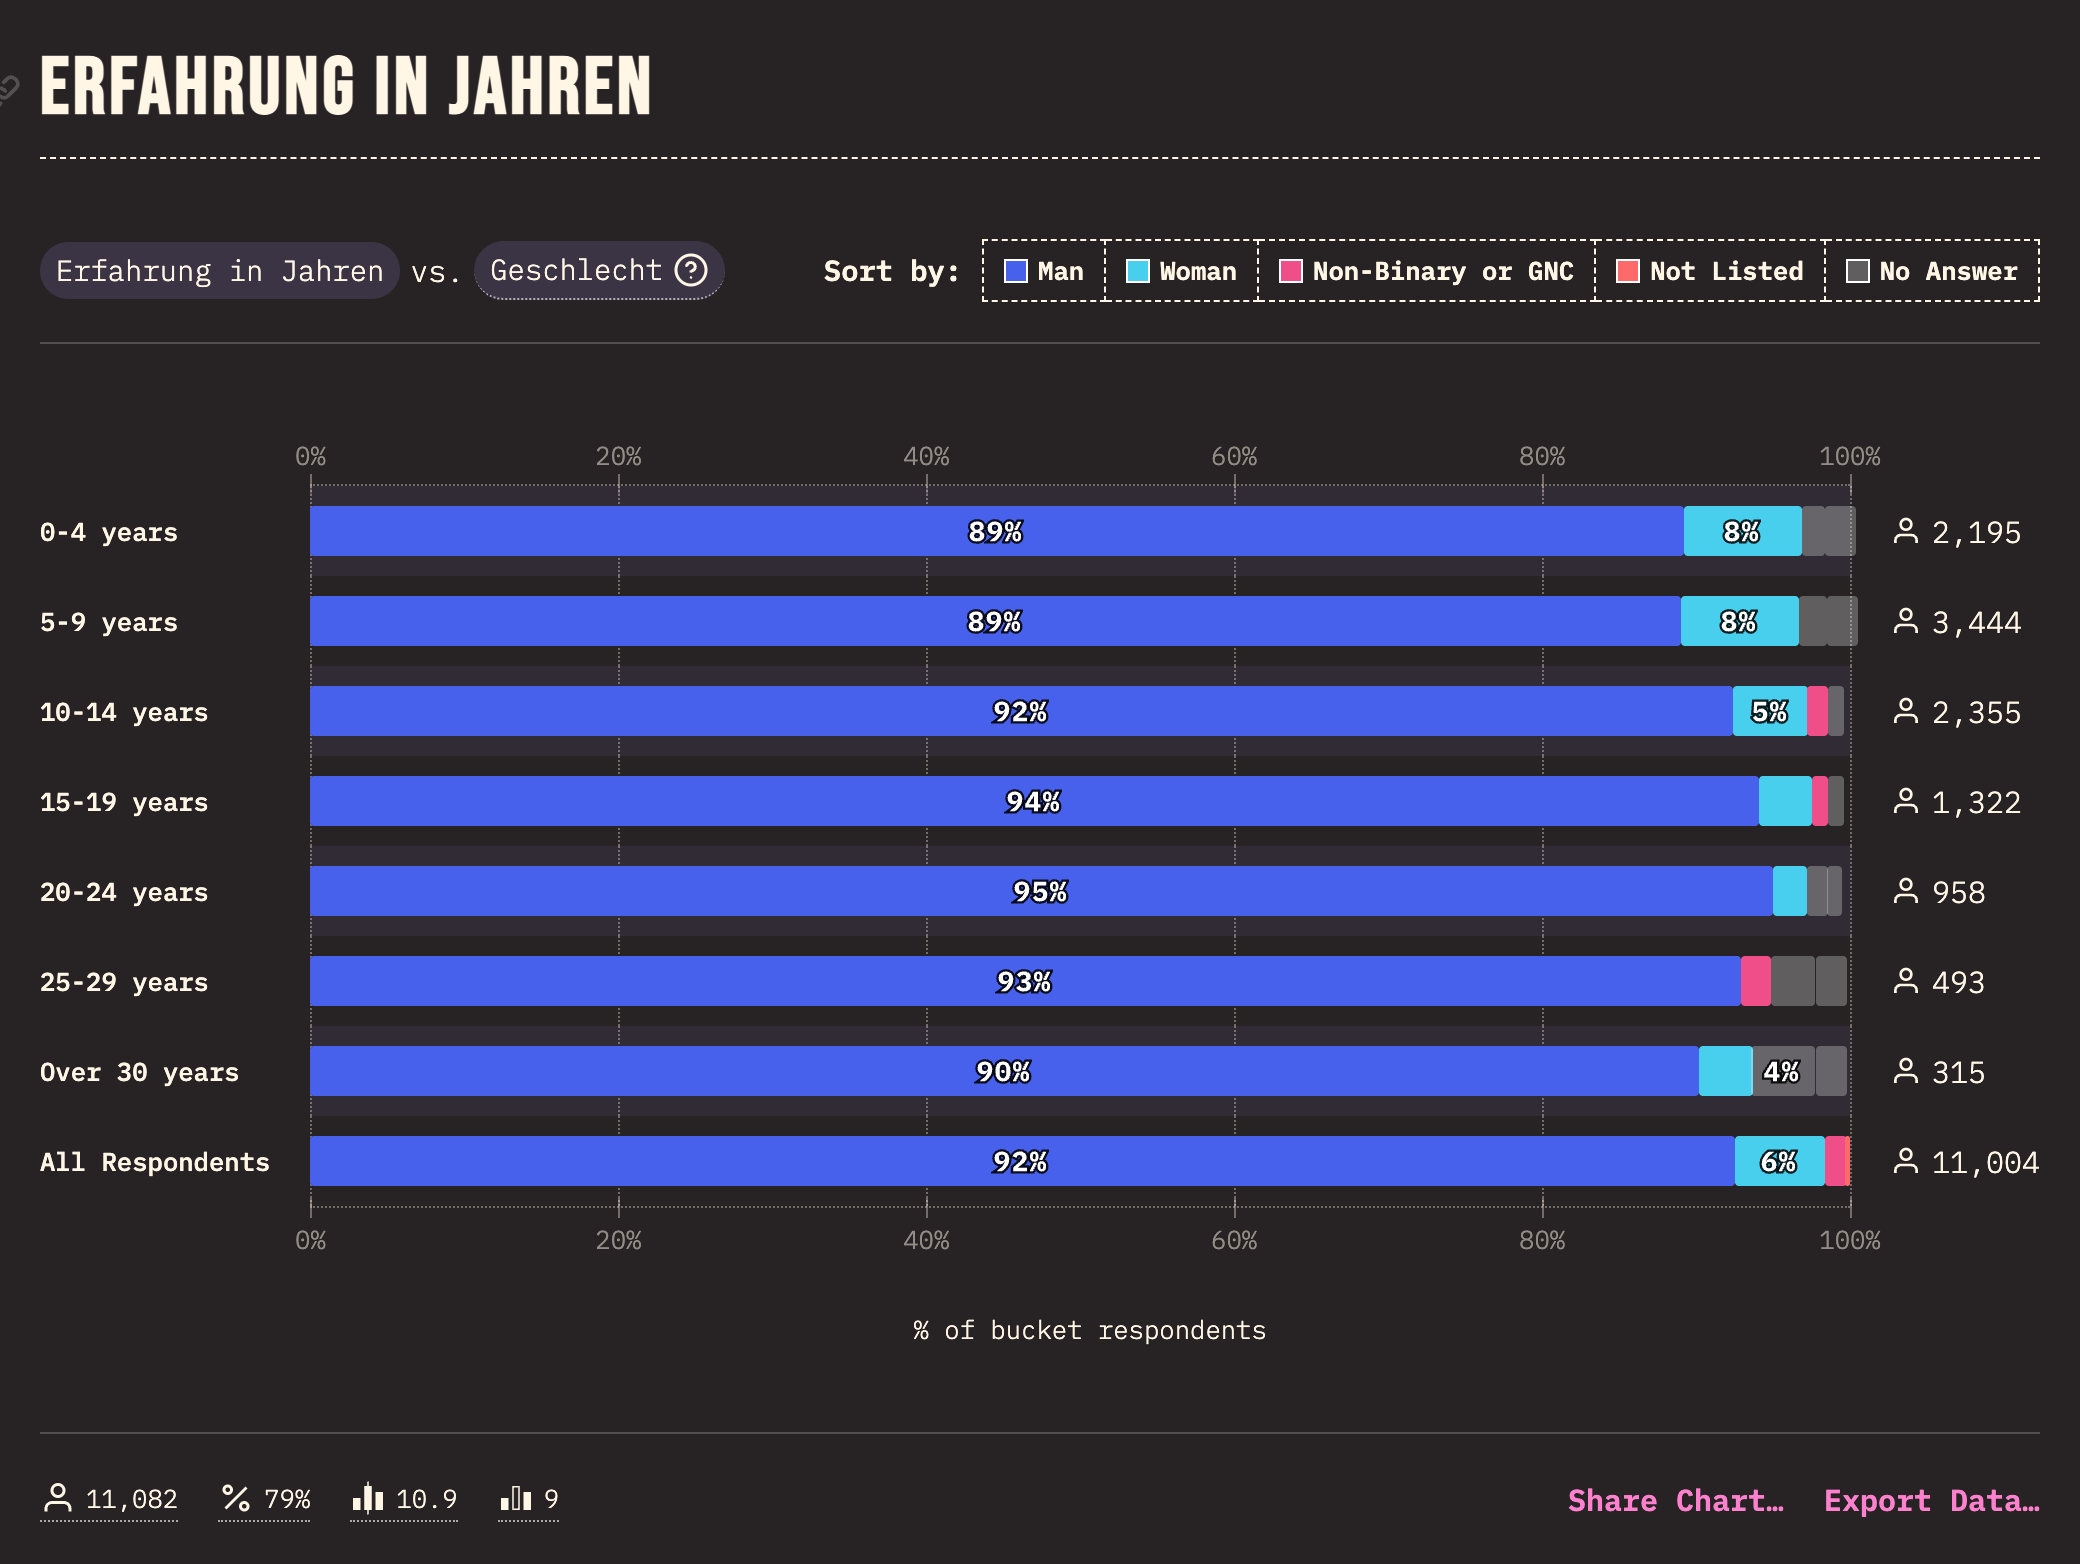 ERFAHRUNG IN JAHREN
Erfahrung in Jahren vs. Geschlecht ? Sort by: Man Woman Non-Binary or GNC Not Listed No Answer
0% 20% 40% 60% 80% 100%
0-4 years 89% 8% 2,195
5-9 years 89% 8% 3,444
10-14 years 92% 5% 2,355
15-19 years 94% 1,322
20-24 years 95% 958
25-29 years 93% 493
Over 30 years 90% 4% 315
All Respondents 92% 6% 11,004
0% 20% 40% 60% 80% 100%
% of bucket respondents
11,082 % 79% 10.9 9 Share Chart… Export Data…